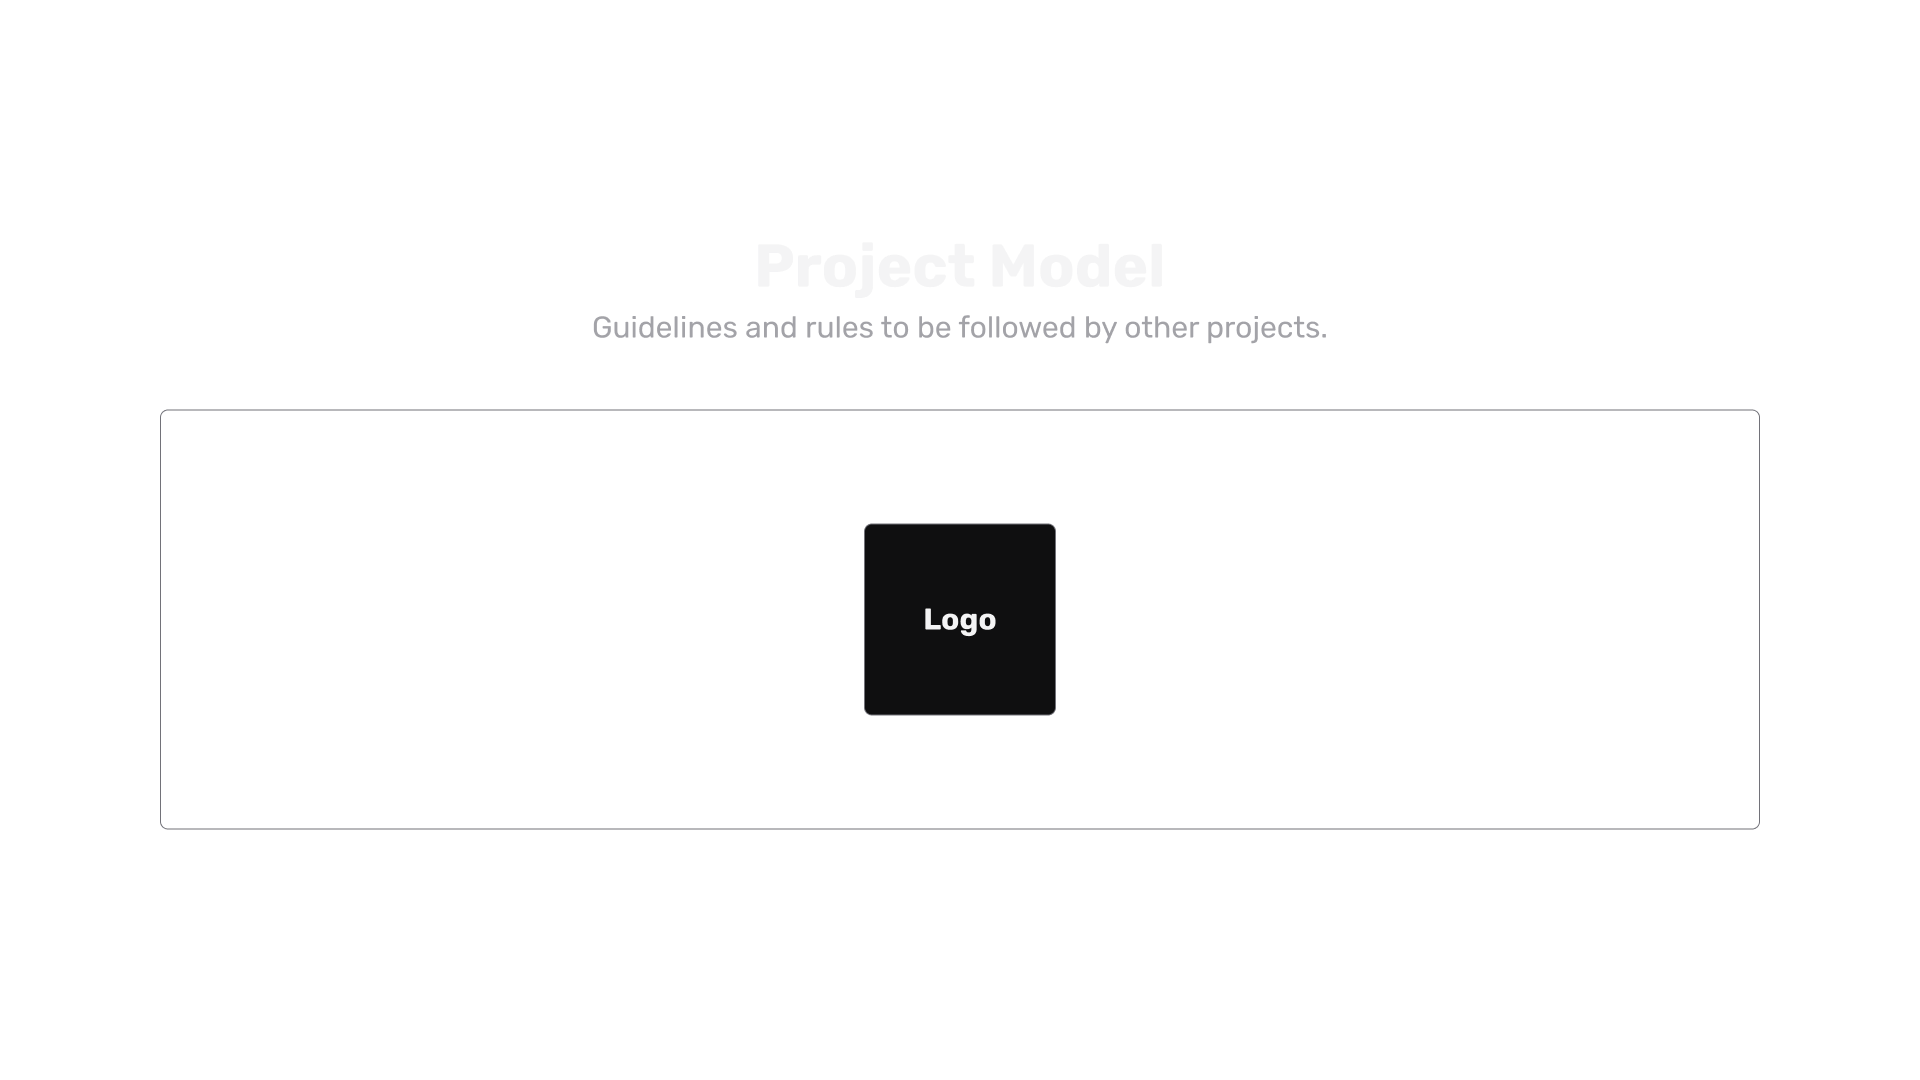 Project Model
Guidelines and rules to be followed by other projects.
Logo